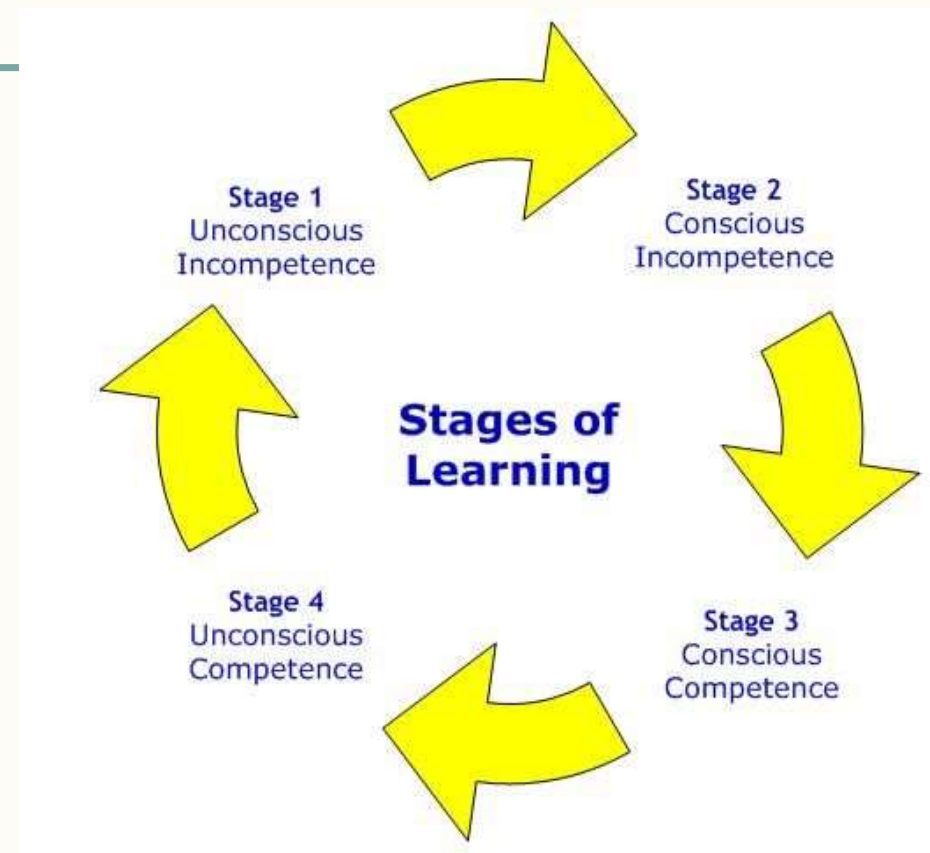 Stage 1
Unconscious
Incompetence
Stage 2
Conscious
Incompetence
Stages of
Learning
Stage 4
Unconscious
Competence
Stage 3
Conscious
Competence